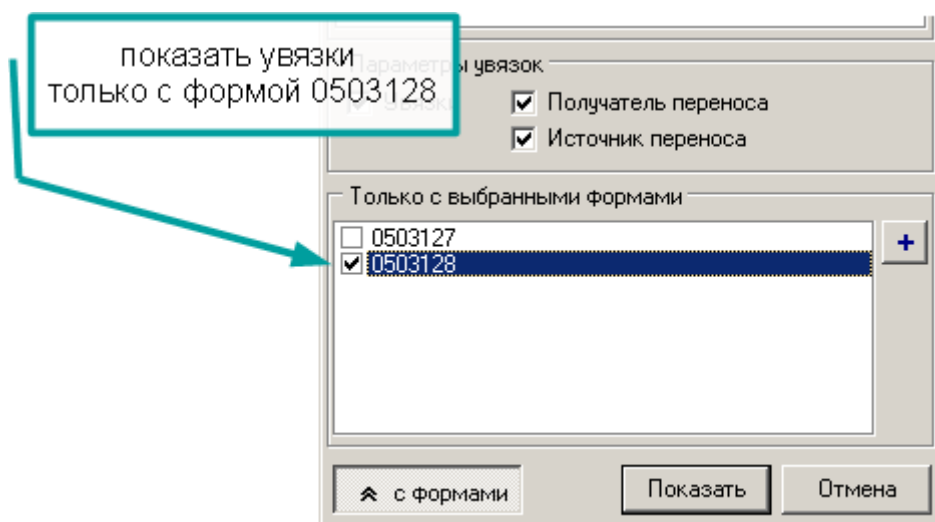 показать увязки
только с формой 0503128
Параметры увязок
Увязки
Получатель переноса
Источник переноса
Только с выбранными формами
0503127
0503128
+
с формами
Показать
Отмена